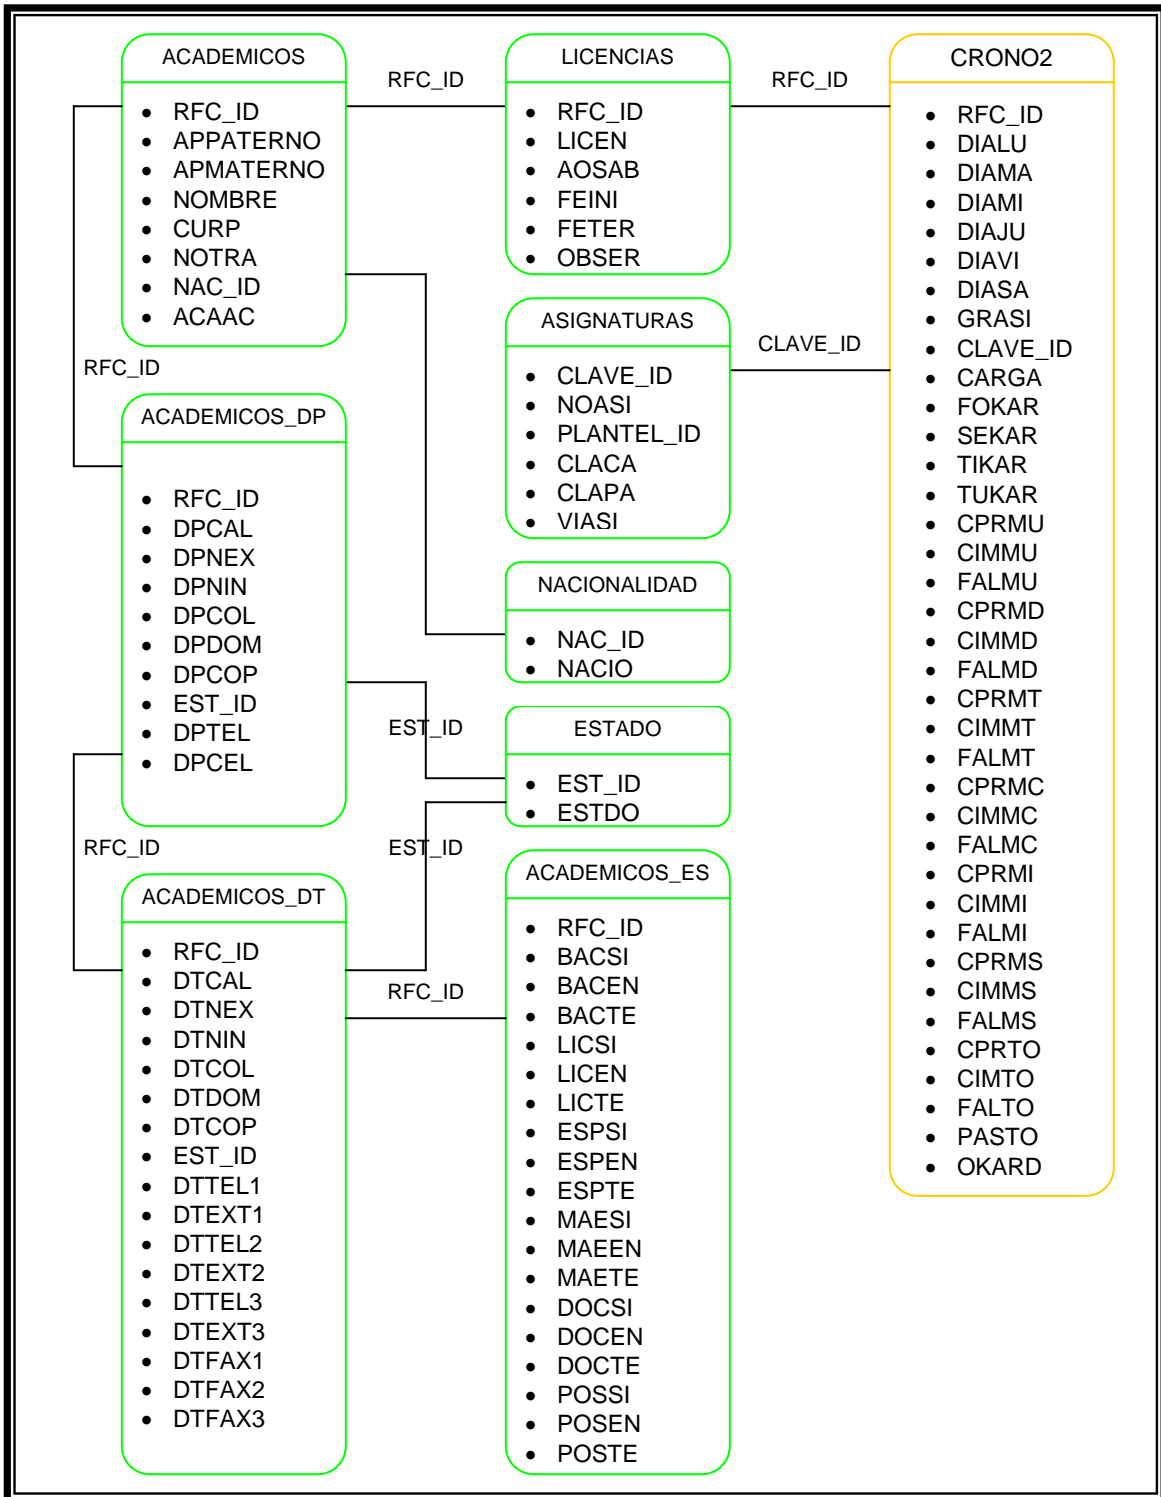 ACADEMICOS
RFC_ID
APPATERNO
APMATERNO
NOMBRE
CURP
NOTRA
NAC_ID
ACAAC
RFC_ID
LICENCIAS
RFC_ID
LICEN
AOSAB
FEINI
FETER
OBSER
RFC_ID
CRONO2
RFC_ID
DIALU
DIAMA
DIAMI
DIAJU
DIAVI
DIASA
GRASI
CLAVE_ID
CARGA
FOKAR
SEKAR
TIKAR
TUKAR
CPRMU
CIMMU
FALMU
CPRMD
CIMMD
FALMD
CPRMT
CIMMT
FALMT
CPRMC
CIMMC
FALMC
CPRMI
CIMMI
FALMI
CPRMS
CIMMS
FALMS
CPRTO
CIMTO
FALTO
PASTO
OKARD
ASIGNATURAS
CLAVE_ID
NOASI
PLANTEL_ID
CLACA
CLAPA
VIASI
CLAVE_ID
RFC_ID
ACADEMICOS_DP
RFC_ID
DPCAL
DPNEX
DPNIN
DPCOL
DPDOM
DPCOP
EST_ID
DPTEL
DPCEL
NACIONALIDAD
NAC_ID
NACIO
EST_ID
ESTADO
EST_ID
ESTDO
RFC_ID
EST_ID
ACADEMICOS_DT
RFC_ID
DTCAL
DTNEX
DTNIN
DTCOL
DTDOM
DTCOP
EST_ID
DTTEL1
DTEXT1
DTTEL2
DTEXT2
DTTEL3
DTEXT3
DTFAX1
DTFAX2
DTFAX3
RFC_ID
ACADEMICOS_ES
RFC_ID
BACSI
BACEN
BACTE
LICSI
LICEN
LICTE
ESPSI
ESPEN
ESPTE
MAESI
MAEEN
MAETE
DOCSI
DOCEN
DOCTE
POSSI
POSEN
POSTE